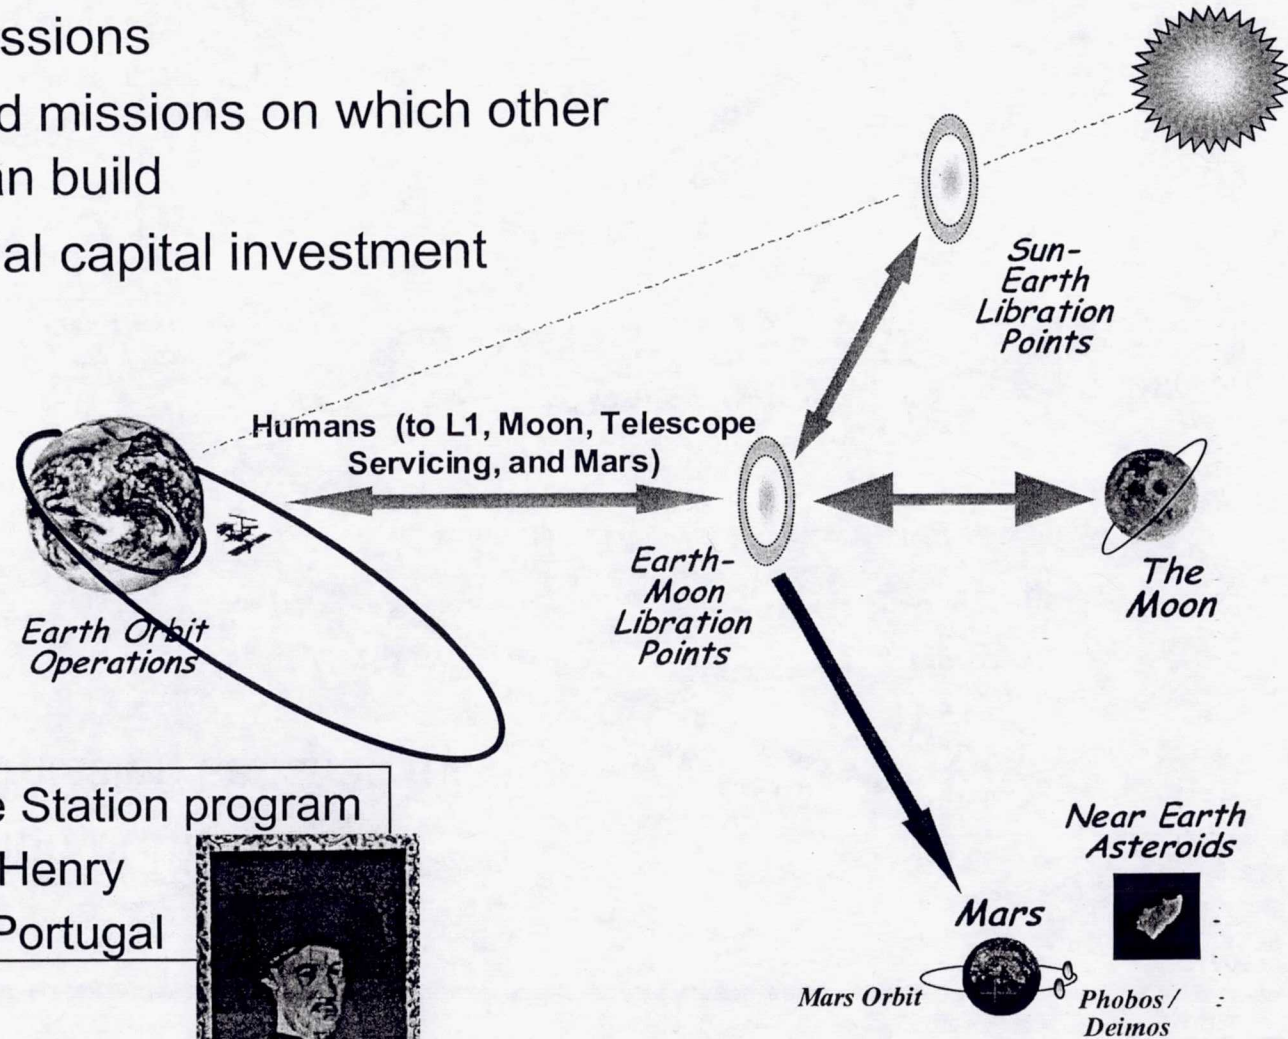 ssions
d missions on which other
an build
al capital investment
Sun-
Earth
Libration
Points
Humans (to L1, Moon, Telescope
Servicing, and Mars)
Earth-
Moon
Libration
Points
The
Moon
Earth Orbit
Operations
e Station program
Henry
Portugal
Near Earth
Asteroids
Mars
Mars Orbit
Phobos /
Deimos